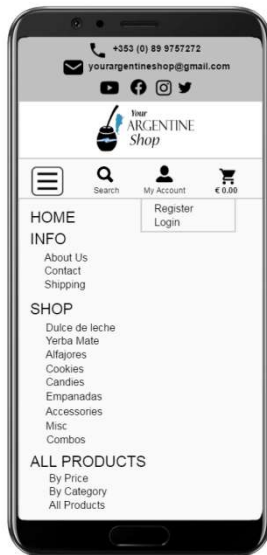 +353 (0) 89 9757272
yourargentineshop@gmail.com
Your
ARGENTINE
Shop
Search
My Account
€ 0.00
Register
Login
HOME
INFO
About Us
Contact
Shipping
SHOP
Dulce de leche
Yerba Mate
Alfajores
Cookies
Candies
Empanadas
Accessories
Misc
Combos
ALL PRODUCTS
By Price
By Category
All Products